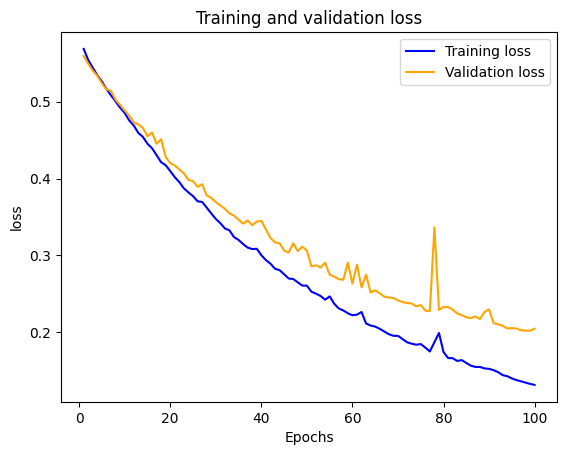 Training and validation loss
Training loss
Validation loss
0.5
0.4
0.3
0.2
loss
0
20
40
60
80
100
Epochs